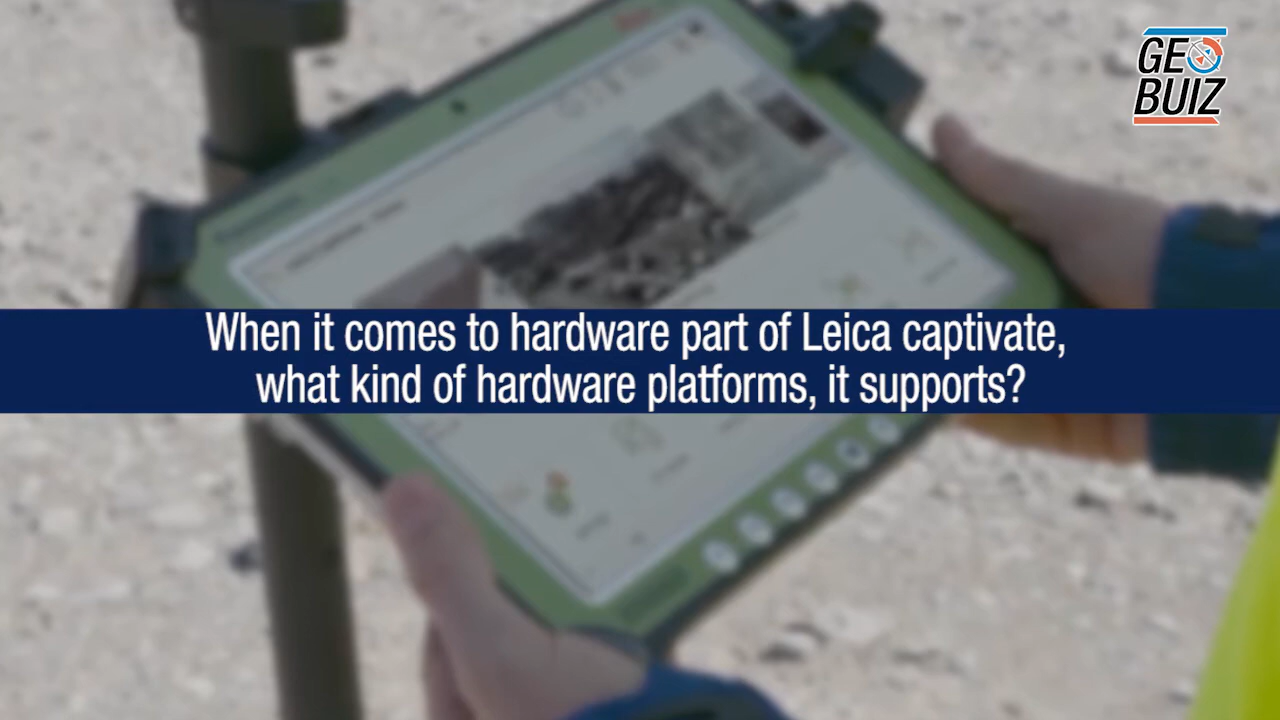 GEO
BUIZ
When it comes to hardware part of Leica captivate,
what kind of hardware platforms, it supports?